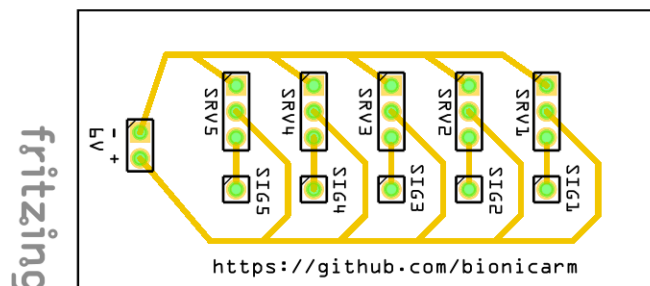 fritzing
6V
-
+
SRV5
SRV4
SRV3
SRV2
SRV1
SIG5
SIG4
SIG3
SIG2
SIG1
https://github.com/bionicarm